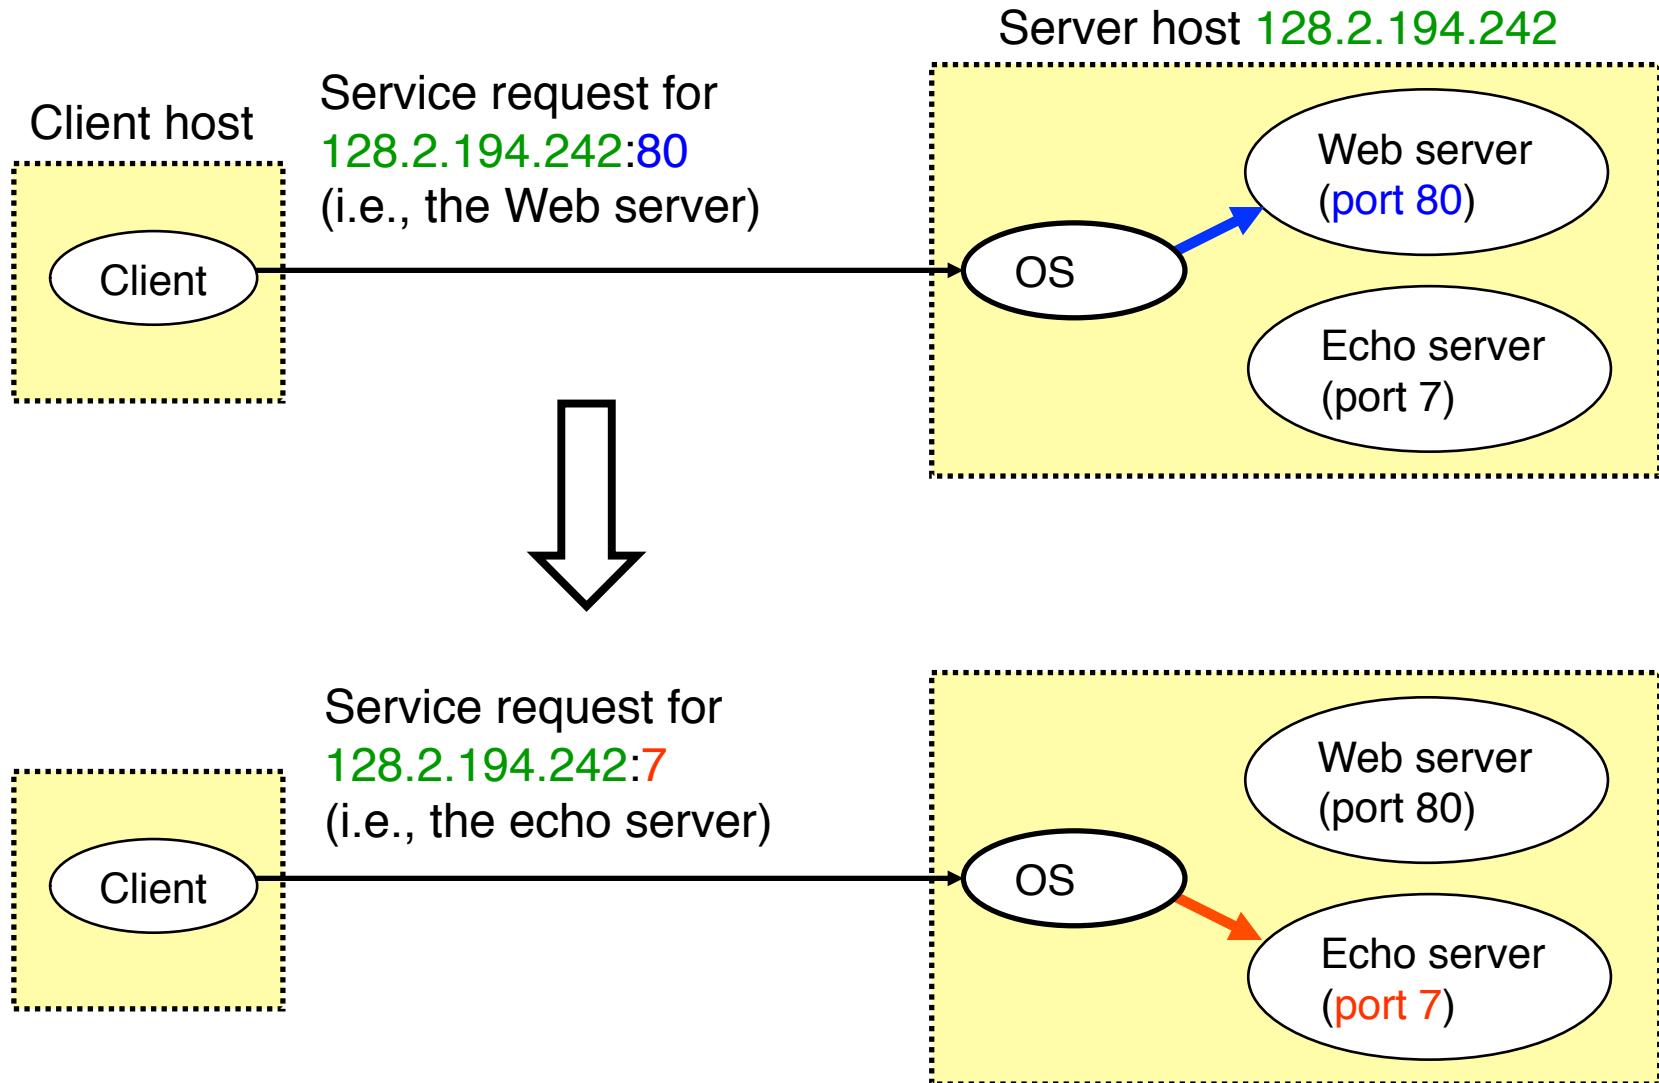 Server host 128.2.194.242
Client host
Service request for
128.2.194.242:80
(i.e., the Web server)
Client
OS
Web server
(port 80)
Echo server
(port 7)
Service request for
128.2.194.242:7
(i.e., the echo server)
Client
OS
Web server
(port 80)
Echo server
(port 7)